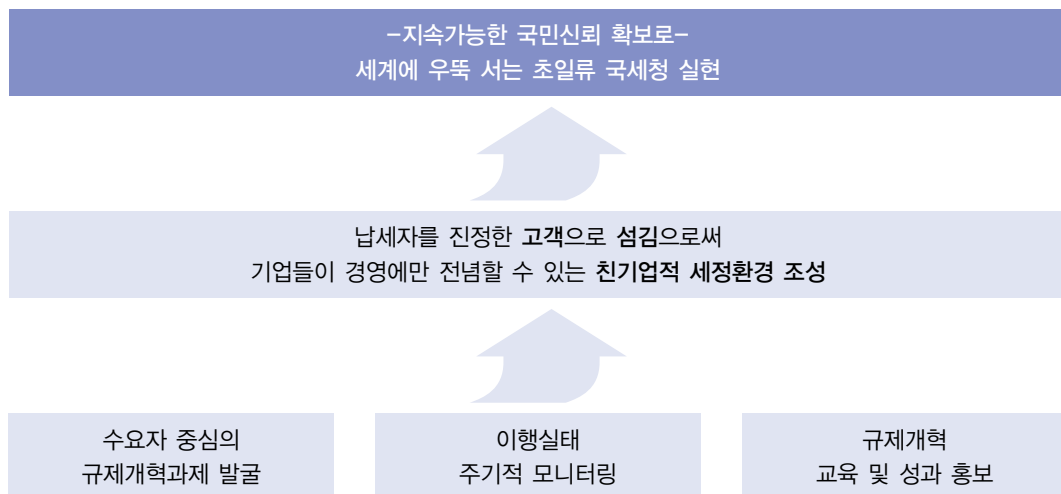 -지속가능한 국민신뢰 확보로-
세계에 우뚝 서는 초일류 국세청 실현
납세자를 진정한 고객으로 섬김으로써
기업들이 경영에만 전념할 수 있는 친기업적 세정환경 조성
수요자 중심의
규제개혁과제 발굴
이행실태
주기적 모니터링
규제개혁
교육 및 성과 홍보